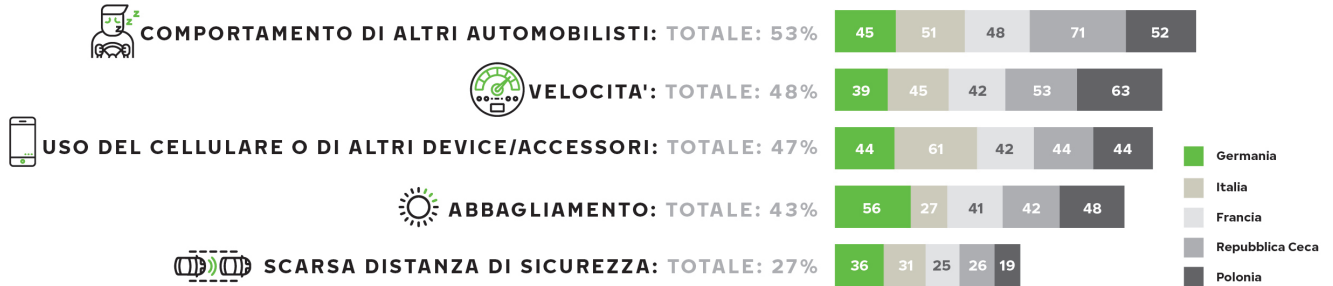 COMPORTAMENTO DI ALTRI AUTOMOBILISTI: TOTALE: 53% 45 51 48 71 52
VELOCITA': TOTALE: 48% 39 45 42 53 63
USO DEL CELLULARE O DI ALTRI DEVICE/ACCESSORI: TOTALE: 47% 44 61 42 44 44
ABBAGLIAMENTO: TOTALE: 43% 56 27 41 42 48
SCARSA DISTANZA DI SICUREZZA: TOTALE: 27% 36 31 25 26 19
Germania
Italia
Francia
Repubblica Ceca
Polonia